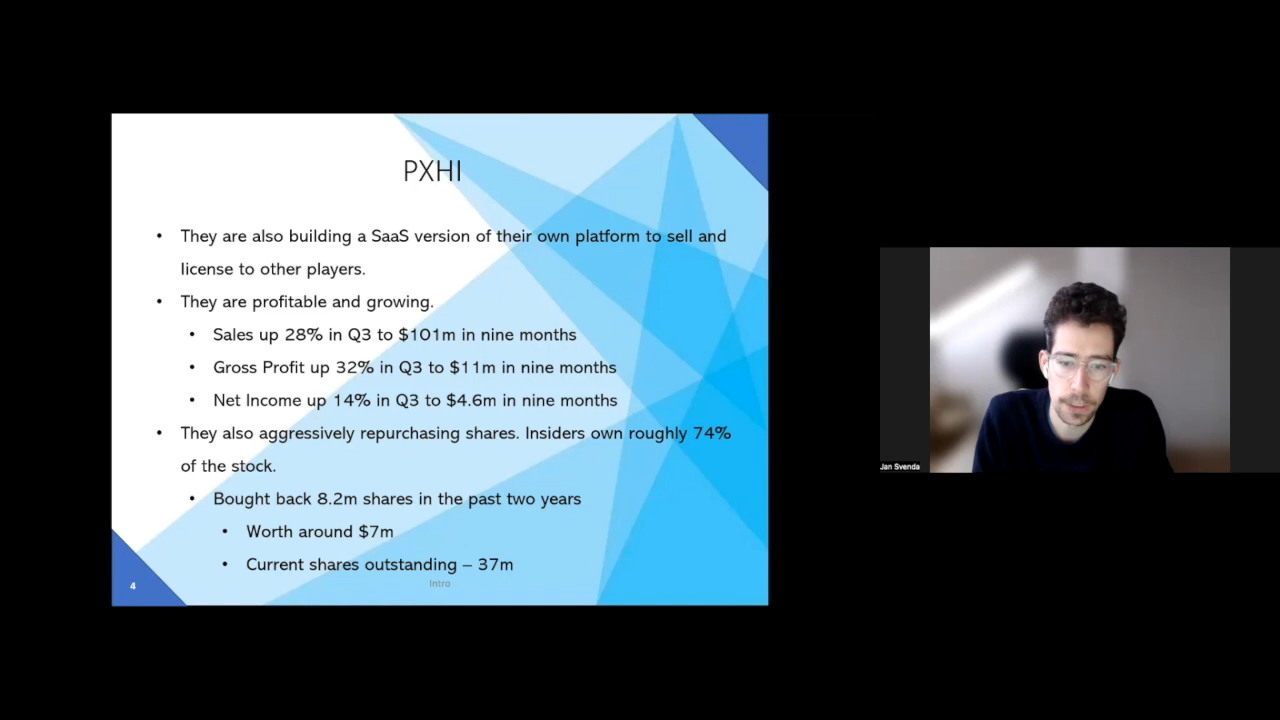 PXHI
• They are also building a SaaS version of their own platform to sell and
license to other players.
• They are profitable and growing.
• Sales up 28% in Q3 to $101m in nine months
• Gross Profit up 32% in Q3 to $11m in nine months
• Net Income up 14% in Q3 to $4.6m in nine months
• They also aggressively repurchasing shares. Insiders own roughly 74%
of the stock.
• Bought back 8.2m shares in the past two years
• Worth around $7m
• Current shares outstanding – 37m
4
Intro
Jan Svenda